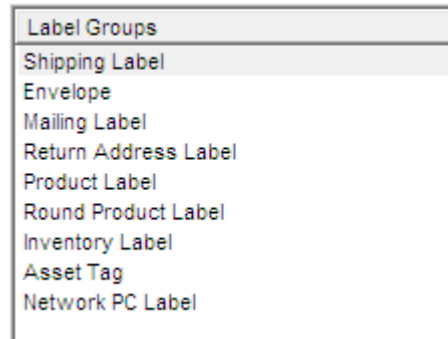 Label Groups
Shipping Label
Envelope
Mailing Label
Return Address Label
Product Label
Round Product Label
Inventory Label
Asset Tag
Network PC Label